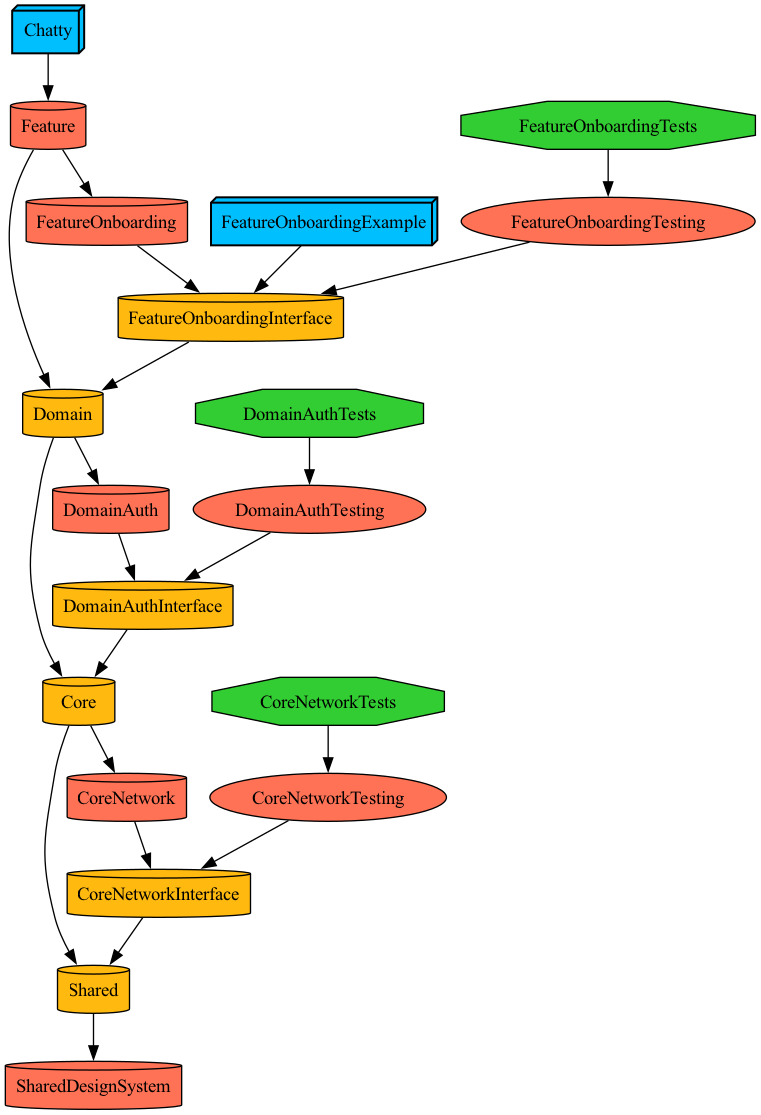 Chatty
Feature
FeatureOnboardingTests
FeatureOnboarding
FeatureOnboardingExample
FeatureOnboardingTesting
FeatureOnboardingInterface
Domain
DomainAuthTests
DomainAuth
DomainAuthTesting
DomainAuthInterface
Core
CoreNetworkTests
CoreNetwork
CoreNetworkTesting
CoreNetworkInterface
Shared
SharedDesignSystem